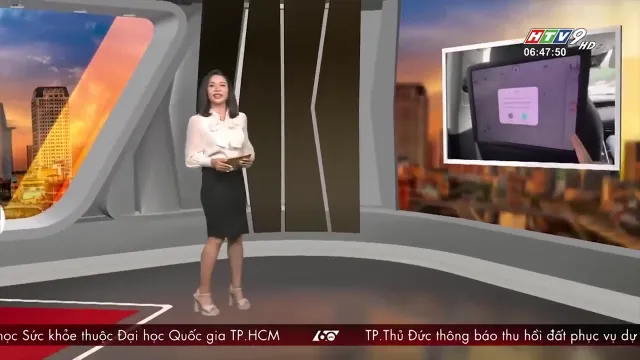 HTV9 HD
06:47:50
học Sức khỏe thuộc Đại học Quốc gia TP.HCM 60 TP.Thủ Đức thông báo thu hồi đất phục vụ dự